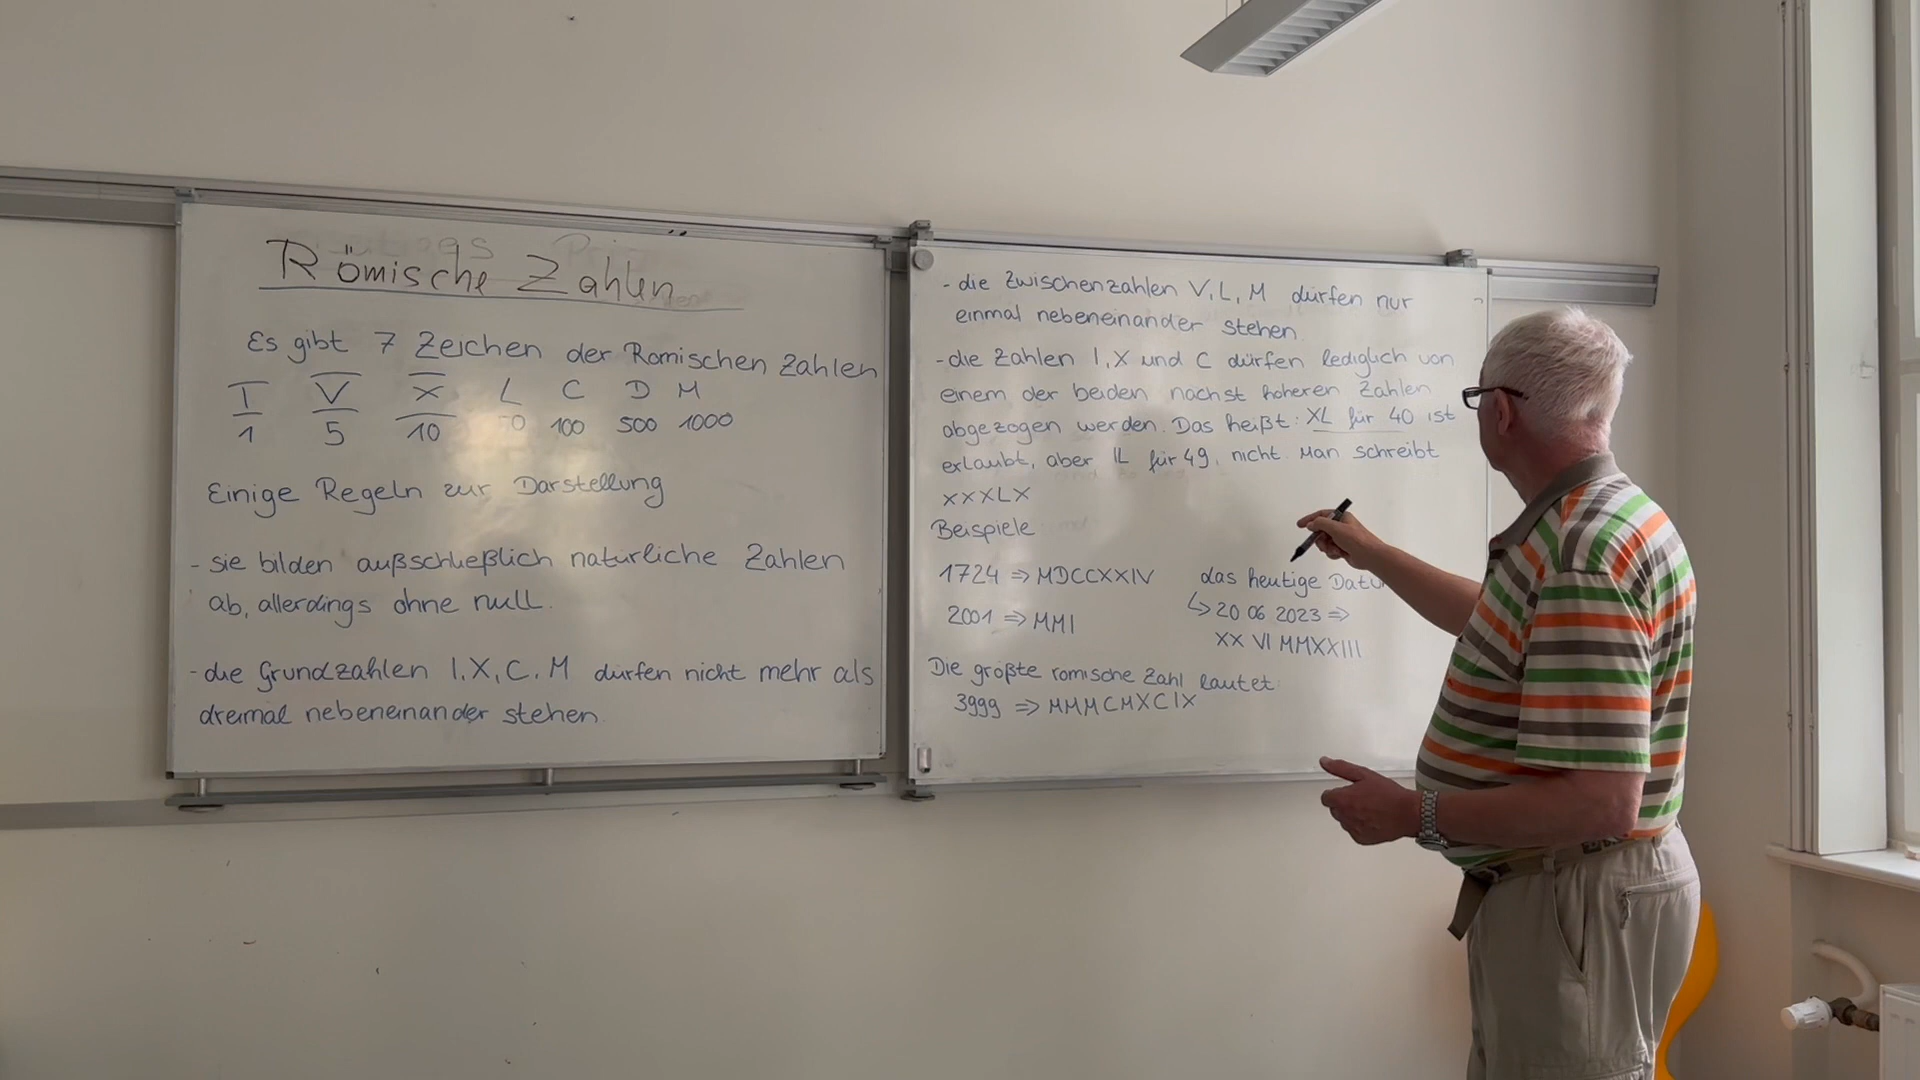 Römische Zahlen
Es gibt 7 Zeichen der Römischen Zahlen
I V X L C D M
1 5 10 50 100 500 1000
Einige Regeln zur Darstellung
- sie bilden außschließlich natürliche Zahlen
ab, allerdings ohne null.
- die Grundzahlen I, X, C, M dürfen nicht mehr als
dreimal nebeneinander stehen.
- die Zwischenzahlen V, L, M dürfen nur
einmal nebeneinander stehen.
- die Zahlen I, X und C dürfen lediglich von
einem der beiden nächst höheren Zahlen
abgezogen werden. Das heißt: XL für 40 ist
erlaubt, aber IL für 49, nicht. Man schreibt
XXXLX
Beispiele
1724 => MDCCXXIV
2001 => MMI
das heutige Datu
↳ 20 06 2023 =>
XX VI MMXXIII
Die größte römische Zahl lautet:
3999 => MMMCMXCIX